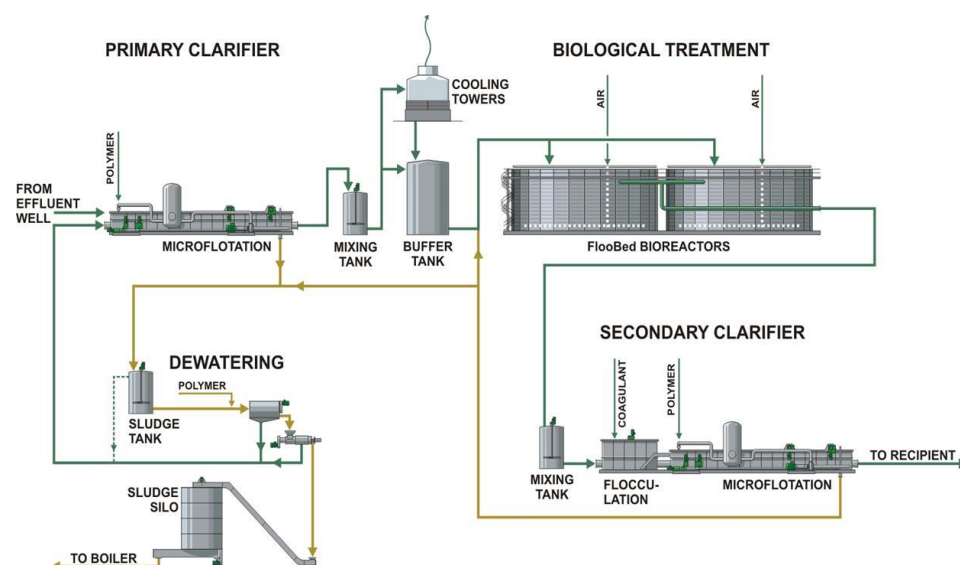 PRIMARY CLARIFIER
BIOLOGICAL TREATMENT
COOLING
TOWERS
AIR
AIR
POLYMER
FROM
EFFLUENT
WELL
MICROFLOTATION
MIXING
TANK
BUFFER
TANK
FlooBed BIOREACTORS
SECONDARY CLARIFIER
DEWATERING
POLYMER
COAGULANT
POLYMER
SLUDGE
TANK
TO RECIPIENT
MIXING
TANK
FLOCCU-
LATION
MICROFLOTATION
SLUDGE
SILO
TO BOILER